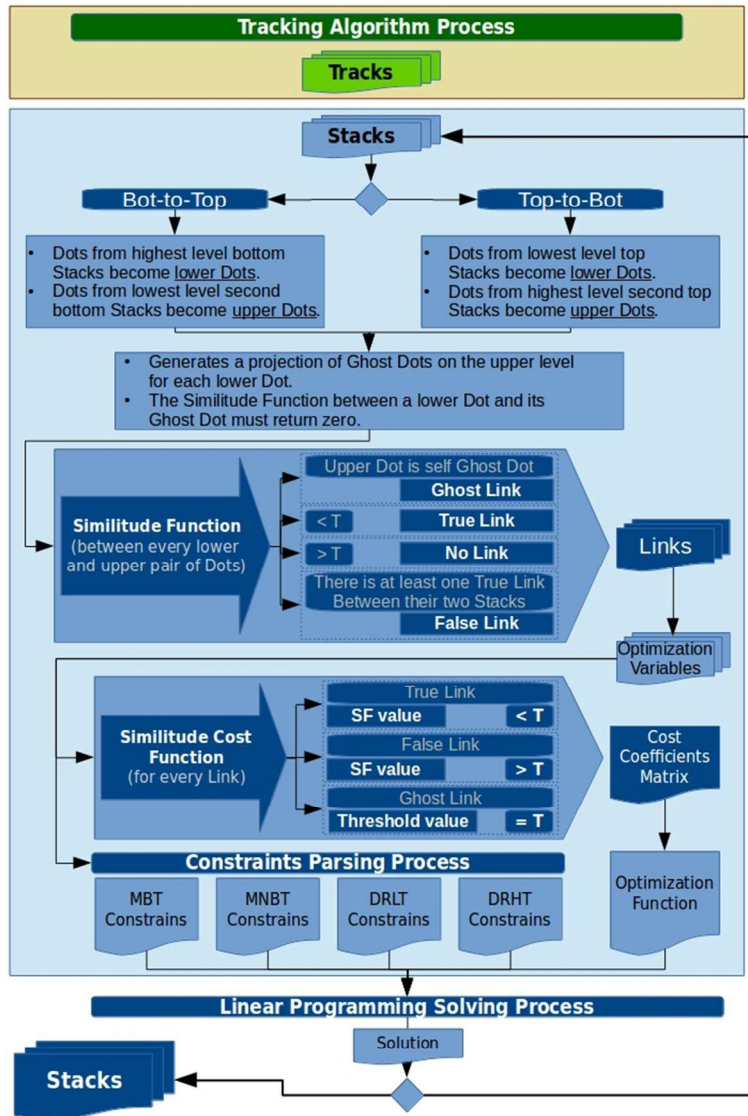 Tracking Algorithm Process
Tracks
Stacks
Bot-to-Top
Top-to-Bot
• Dots from highest level bottom
Stacks become lower Dots.
• Dots from lowest level second
bottom Stacks become upper Dots.
• Dots from lowest level top
Stacks become lower Dots.
• Dots from highest level second top
Stacks become upper Dots.
• Generates a projection of Ghost Dots on the upper level
for each lower Dot.
• The Similitude Function between a lower Dot and its
Ghost Dot must return zero.
Similitude Function
(between every lower
and upper pair of Dots)
Upper Dot is self Ghost Dot
Ghost Link
< T
True Link
> T
No Link
There is at least one True Link
Between their two Stacks
False Link
Links
Optimization
Variables
Similitude Cost
Function
(for every Link)
True Link
SF value
< T
False Link
SF value
> T
Ghost Link
Threshold value
= T
Cost
Coefficients
Matrix
Constraints Parsing Process
MBT
Constrains
MNBT
Constrains
DRLT
Constrains
DRHT
Constrains
Optimization
Function
Linear Programming Solving Process
Solution
Stacks